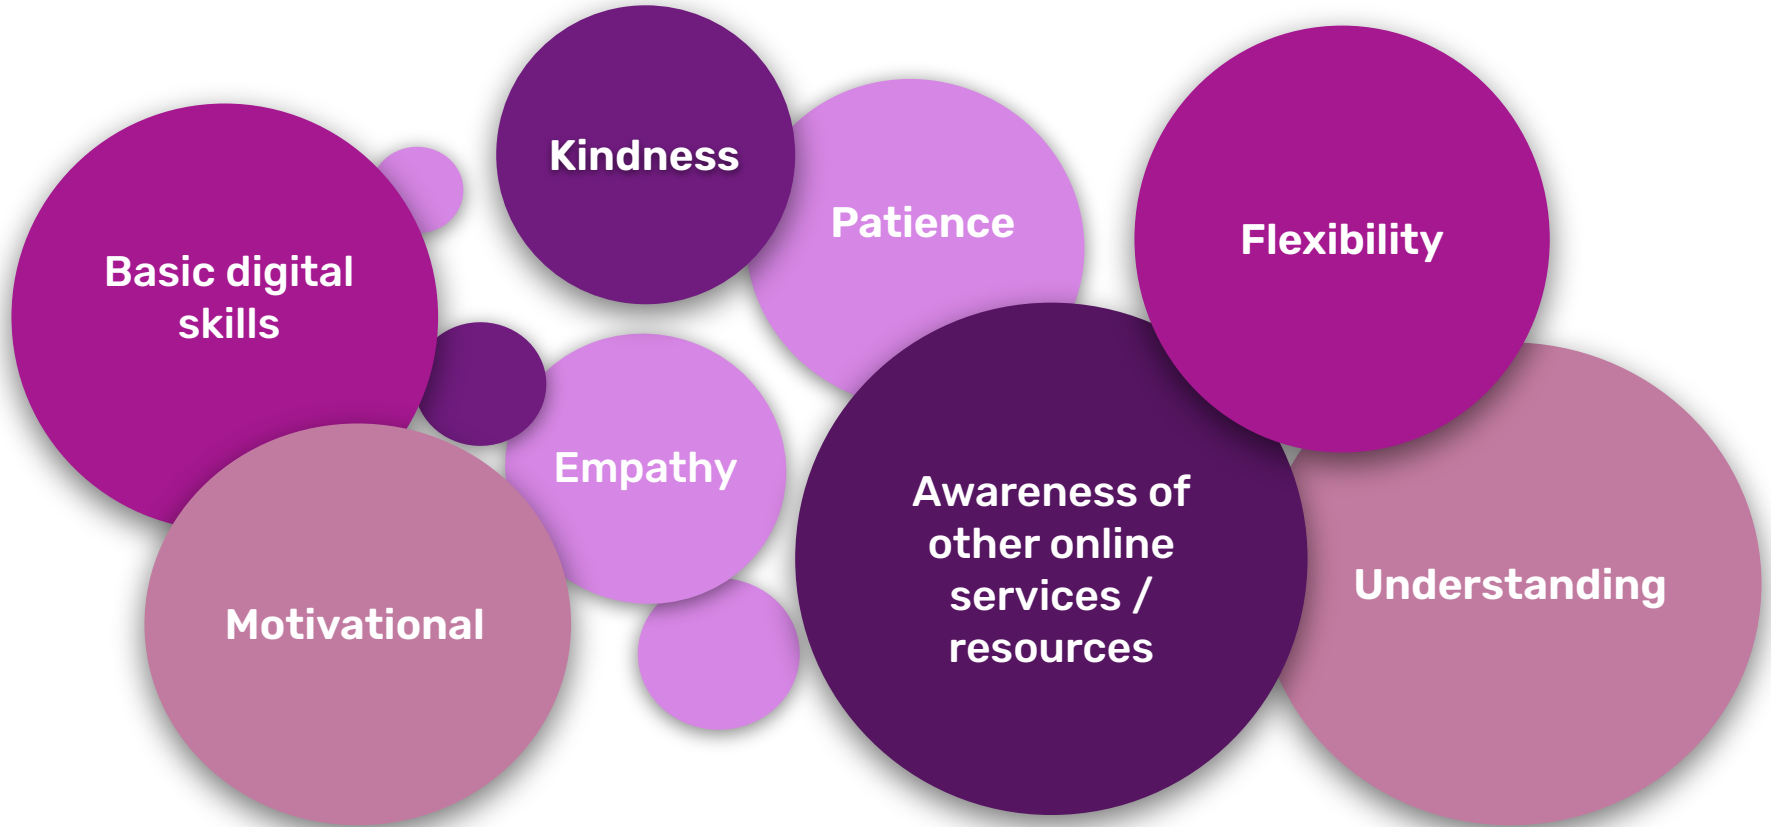 Kindness
Patience
Flexibility
Basic digital
skills
Empathy
Awareness of
other online
services /
resources
Understanding
Motivational